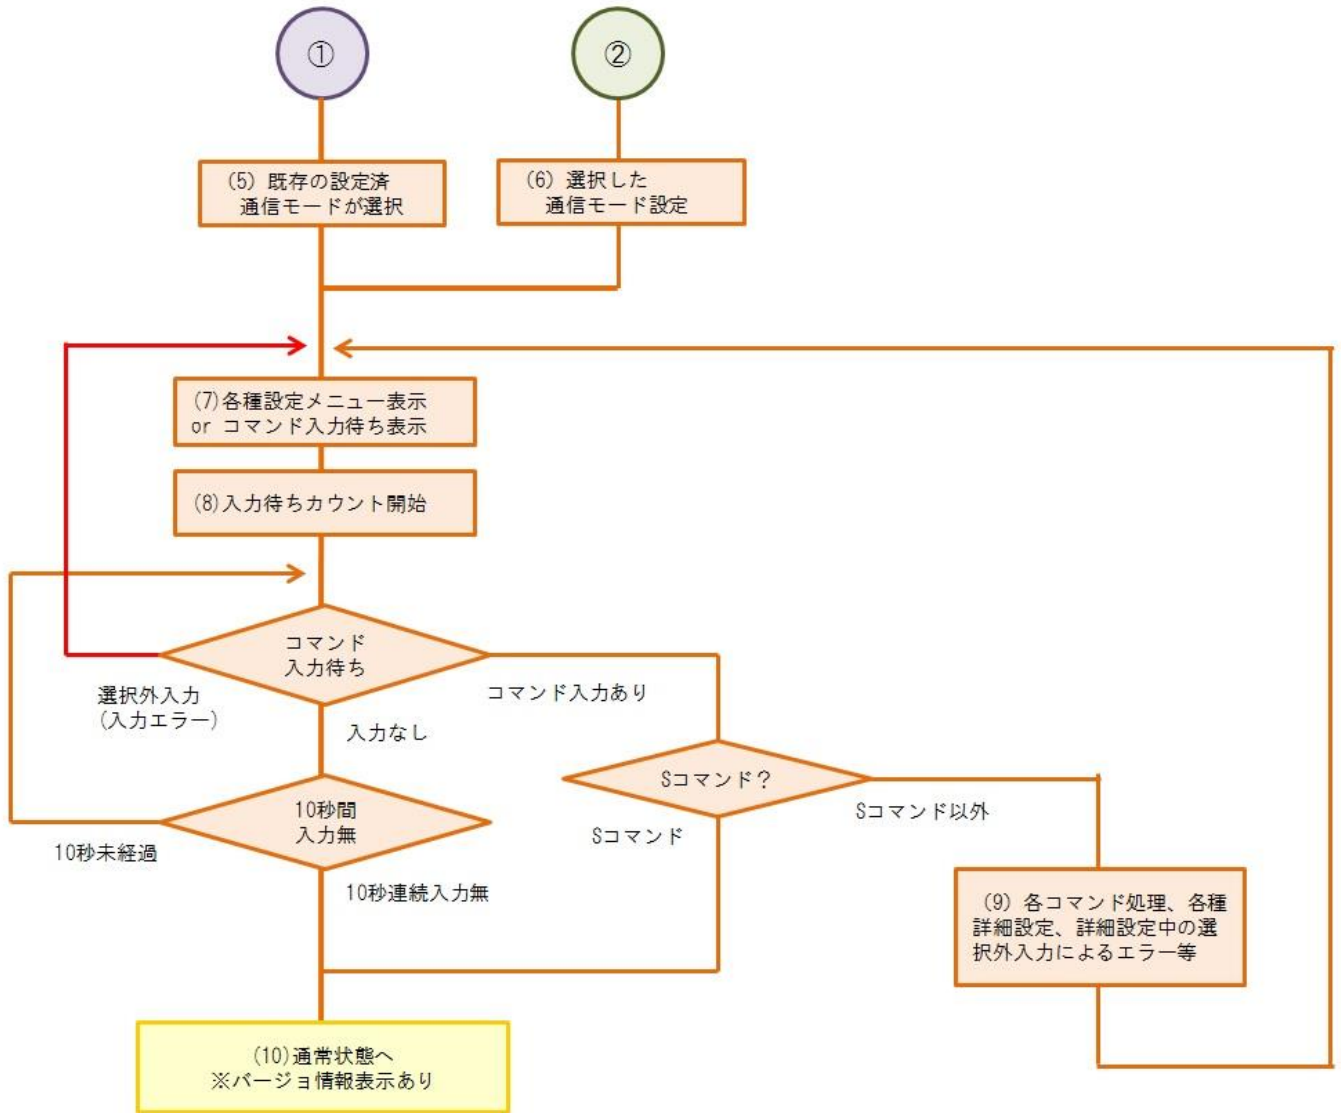 ①
②
(5) 既存の設定済
通信モードが選択
(6) 選択した
通信モード設定
(7)各種設定メニュー表示
or コマンド入力待ち表示
(8)入力待ちカウント開始
コマンド
入力待ち
選択外入力
(入力エラー)
コマンド入力あり
入力なし
Sコマンド？
Sコマンド以外
Sコマンド
10秒間
入力無
10秒未経過
10秒連続入力無
(9) 各コマンド処理、各種
詳細設定、詳細設定中の選
択外入力によるエラー等
(10)通常状態へ
※バージョ情報表示あり